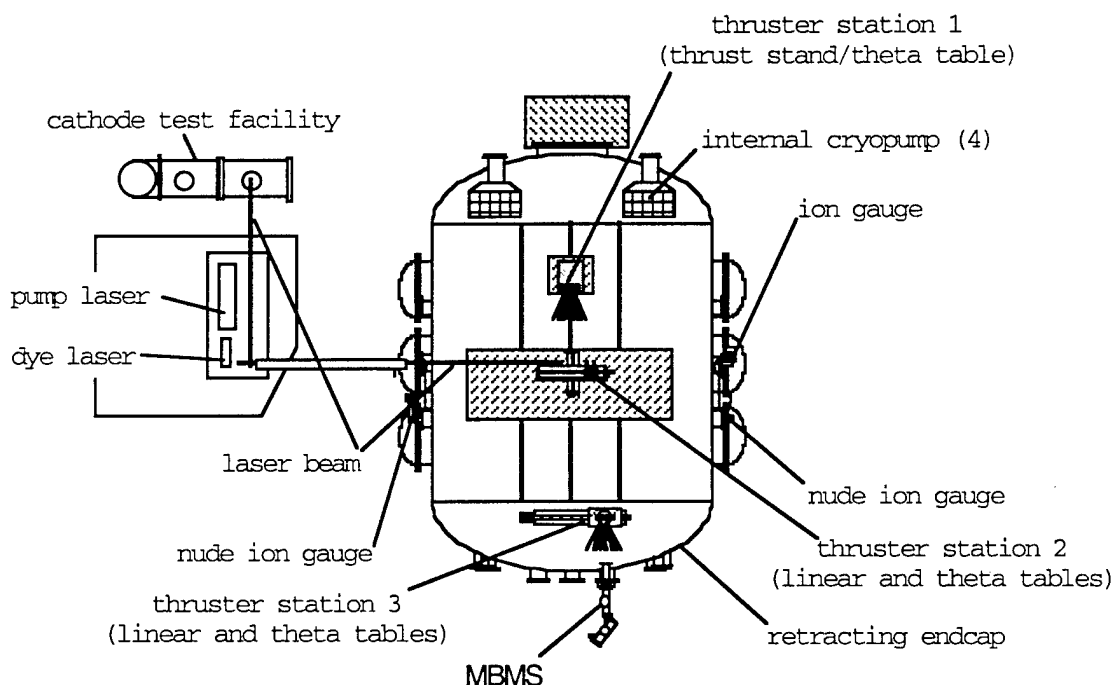 thruster station 1
(thrust stand/theta table)
cathode test facility
internal cryopump (4)
ion gauge
pump laser
dye laser
laser beam
nude ion gauge
nude ion gauge
thruster station 2
(linear and theta tables)
thruster station 3
(linear and theta tables)
retracting endcap
MBMS